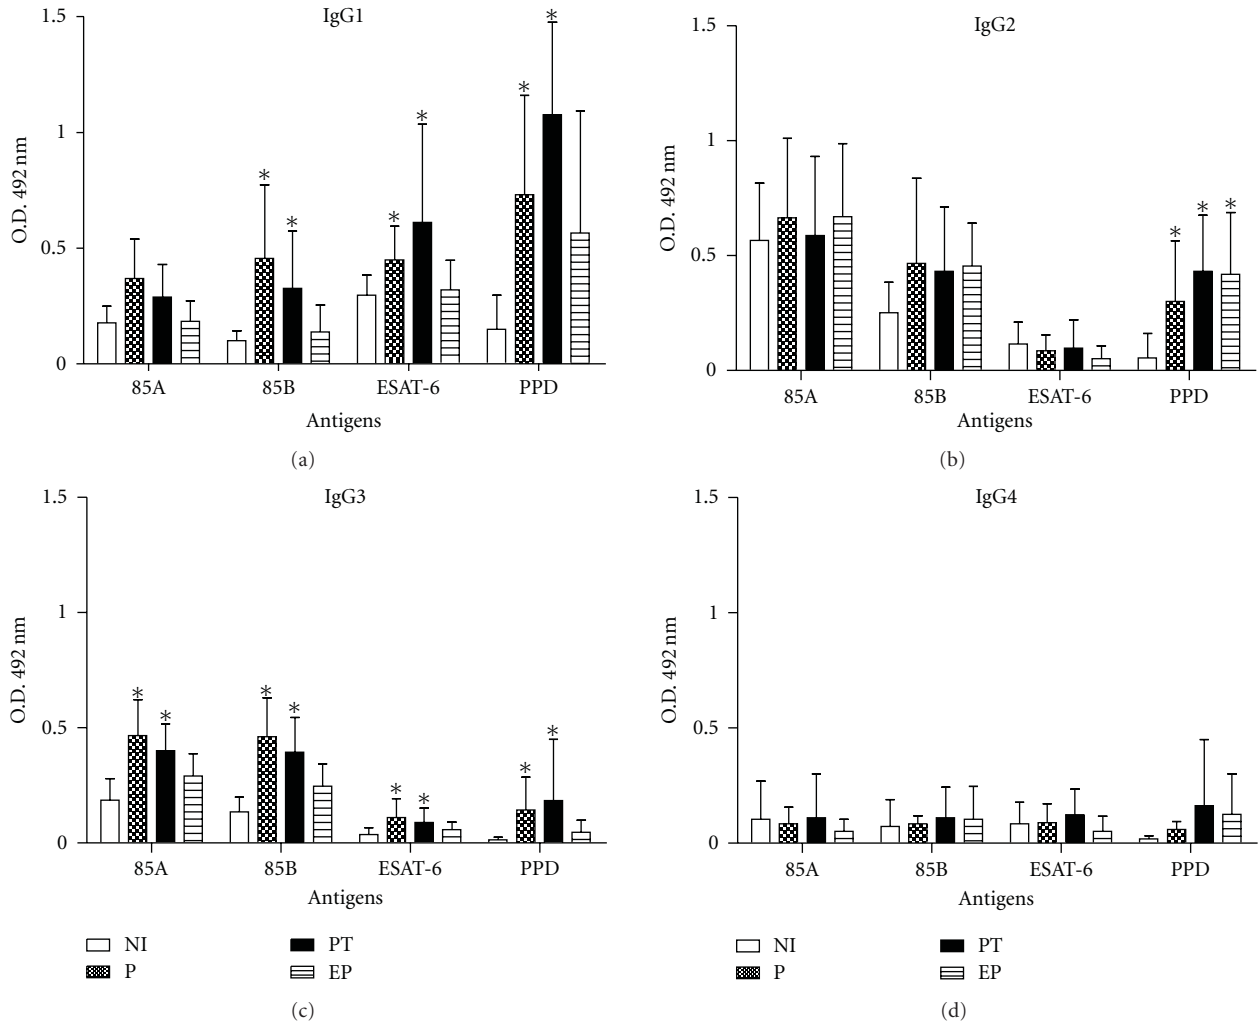 IgG1
1.5
1
0.5
0
O.D. 492 nm
* * * * * *
85A 85B ESAT-6 PPD
Antigens
(a)
IgG2
1.5
1
0.5
0
O.D. 492 nm
* * *
85A 85B ESAT-6 PPD
Antigens
(b)
IgG3
1.5
1
0.5
0
O.D. 492 nm
* * * * * * * *
85A 85B ESAT-6 PPD
Antigens
NI PT
P EP
(c)
IgG4
1.5
1
0.5
0
O.D. 492 nm
85A 85B ESAT-6 PPD
Antigens
NI PT
P EP
(d)